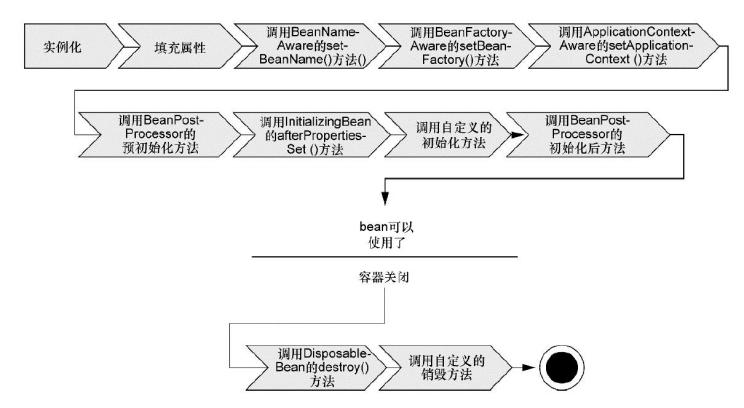 实例化
填充属性
调用BeanName-
Aware的set-
BeanName()方法()
调用BeanFactory-
Aware的setBean-
Factory()方法
调用ApplicationContext-
Aware的setApplication-
Context ()方法
调用BeanPost-
Processor的
预初始化方法
调用InitializingBean
的afterProperties-
Set ()方法
调用自定义的
初始化方法
调用BeanPost-
Processor的
初始化后方法
bean可以
使用了
容器关闭
调用Disposable-
Bean的destroy()
方法
调用自定义的
销毁方法